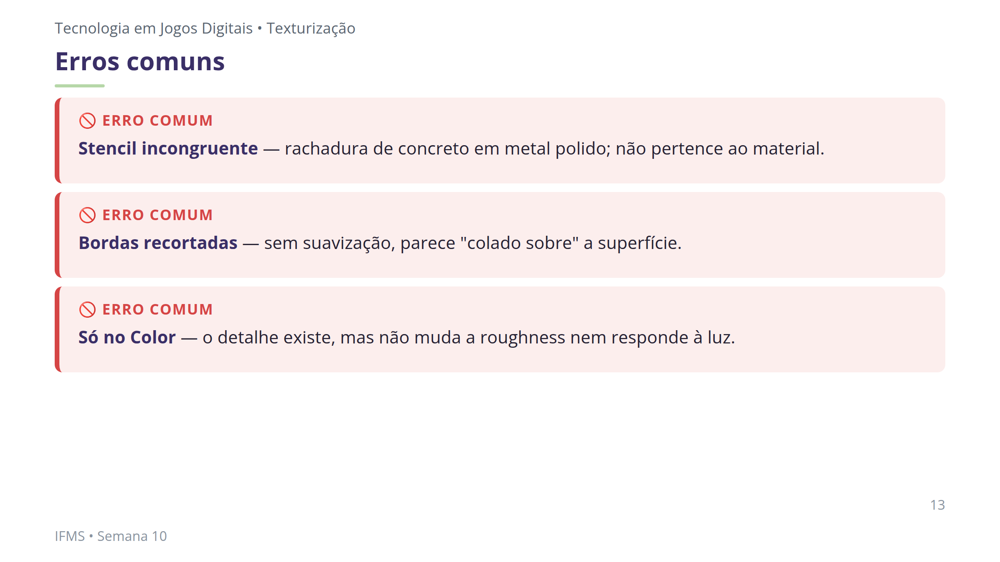 Tecnologia em Jogos Digitais • Texturização
Erros comuns
🚫 ERRO COMUM
Stencil incongruente — rachadura de concreto em metal polido; não pertence ao material.
🚫 ERRO COMUM
Bordas recortadas — sem suavização, parece "colado sobre" a superfície.
🚫 ERRO COMUM
Só no Color — o detalhe existe, mas não muda a roughness nem responde à luz.
13
IFMS • Semana 10